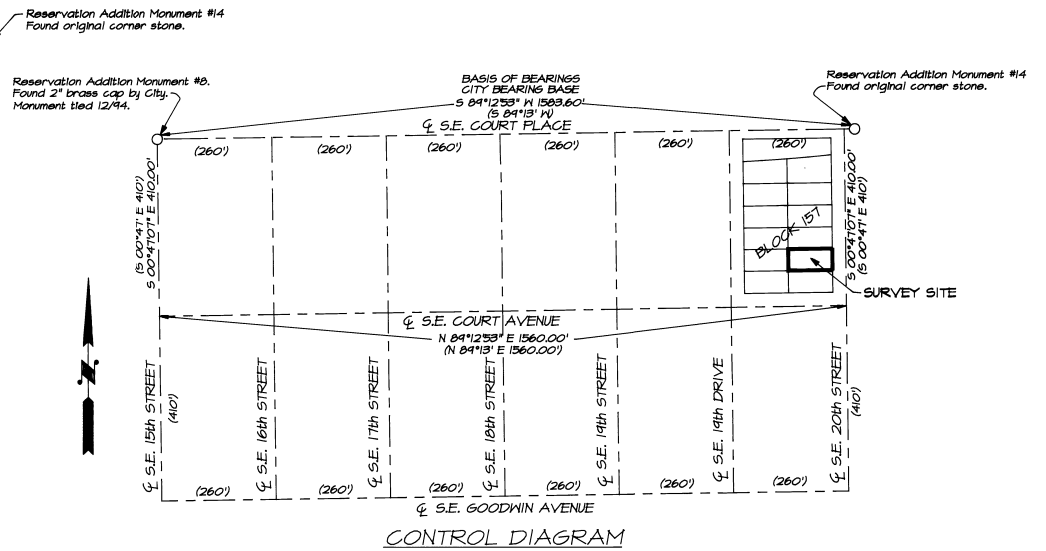 Reservation Addition Monument #14
Found original corner stone.
Reservation Addition Monument #8.
Found 2" brass cap by City.
Monument tied 12/94.
BASIS OF BEARINGS
CITY BEARING BASE
S 89°12'53" W 1583.60'
(S 89°13' W)
Reservation Addition Monument #14
Found original corner stone.
℄ S.E. COURT PLACE
(260')
(260')
(260')
(260')
(260')
(260')
(S 00°47' E 410')
S 00°47'07" E 410.00'
S 00°47'07" E 410.00'
(S 00°47' E 410')
BLOCK 157
SURVEY SITE
℄ S.E. COURT AVENUE
N 89°12'53" E 1560.00'
(N 89°13' E 1560.00')
N
℄ S.E. 15th STREET
(410')
℄ S.E. 16th STREET
℄ S.E. 17th STREET
℄ S.E. 18th STREET
℄ S.E. 19th STREET
℄ S.E. 19th DRIVE
℄ S.E. 20th STREET
(410')
(260')
(260')
(260')
(260')
(260')
(260')
℄ S.E. GOODWIN AVENUE
CONTROL DIAGRAM